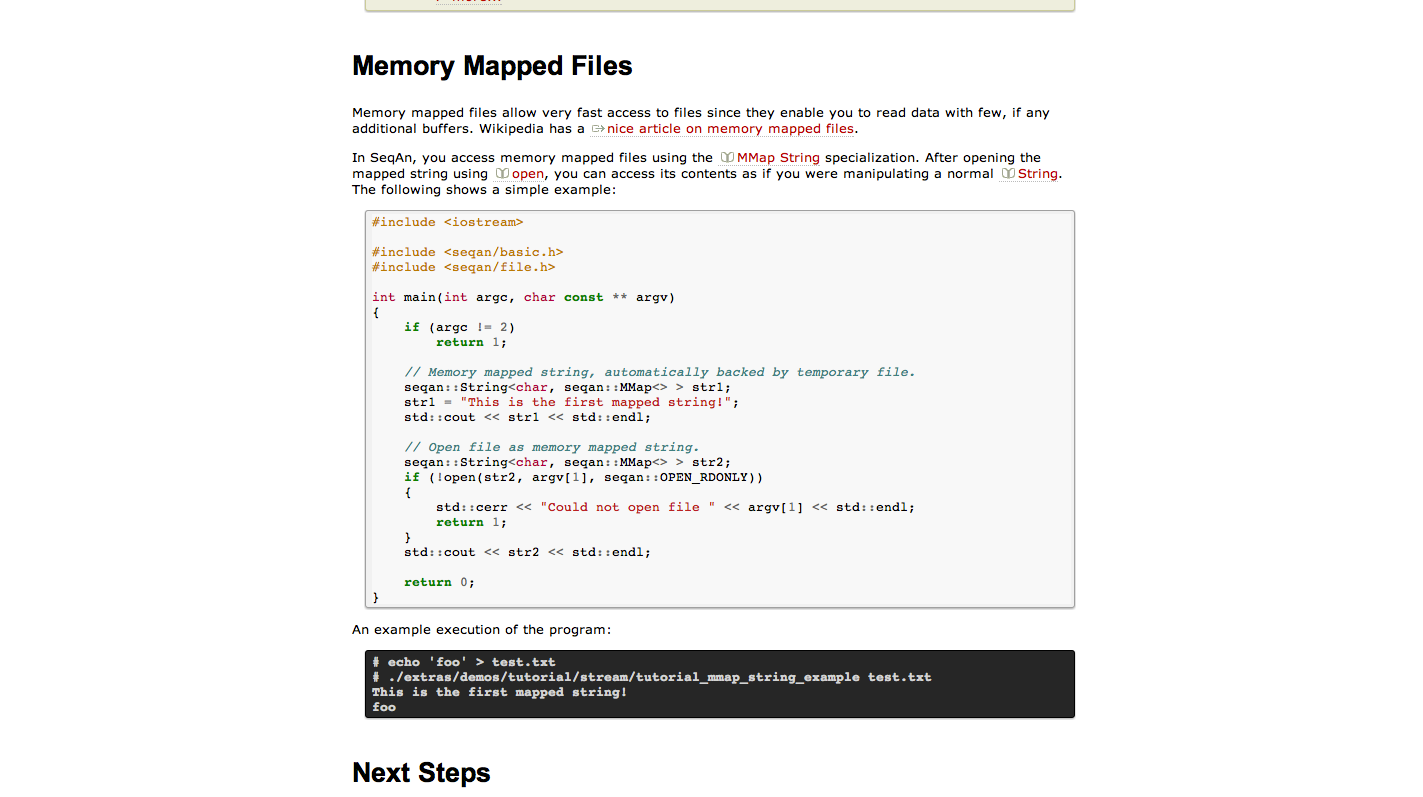 Memory Mapped Files
Memory mapped files allow very fast access to files since they enable you to read data with few, if any
additional buffers. Wikipedia has a nice article on memory mapped files.
In SeqAn, you access memory mapped files using the MMap String specialization. After opening the
mapped string using open, you can access its contents as if you were manipulating a normal String.
The following shows a simple example:
#include <iostream>
#include <seqan/basic.h>
#include <seqan/file.h>
int main(int argc, char const ** argv)
{
    if (argc != 2)
        return 1;
    // Memory mapped string, automatically backed by temporary file.
    seqan::String<char, seqan::MMap<> > str1;
    str1 = "This is the first mapped string!";
    std::cout << str1 << std::endl;
    // Open file as memory mapped string.
    seqan::String<char, seqan::MMap<> > str2;
    if (!open(str2, argv[1], seqan::OPEN_RDONLY))
    {
        std::cerr << "Could not open file " << argv[1] << std::endl;
        return 1;
    }
    std::cout << str2 << std::endl;
    return 0;
}
An example execution of the program:
# echo 'foo' > test.txt
# ./extras/demos/tutorial/stream/tutorial_mmap_string_example test.txt
This is the first mapped string!
foo
Next Steps